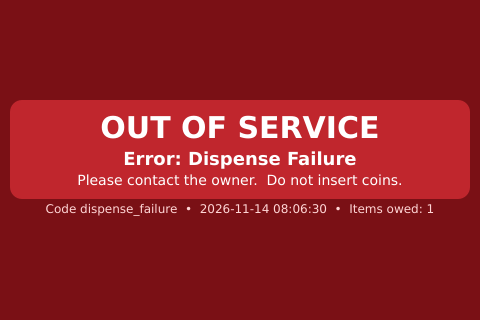 OUT OF SERVICE
Error: Dispense Failure
Please contact the owner.  Do not insert coins.
Code dispense_failure  •  2026-11-14 08:06:30  •  Items owed: 1